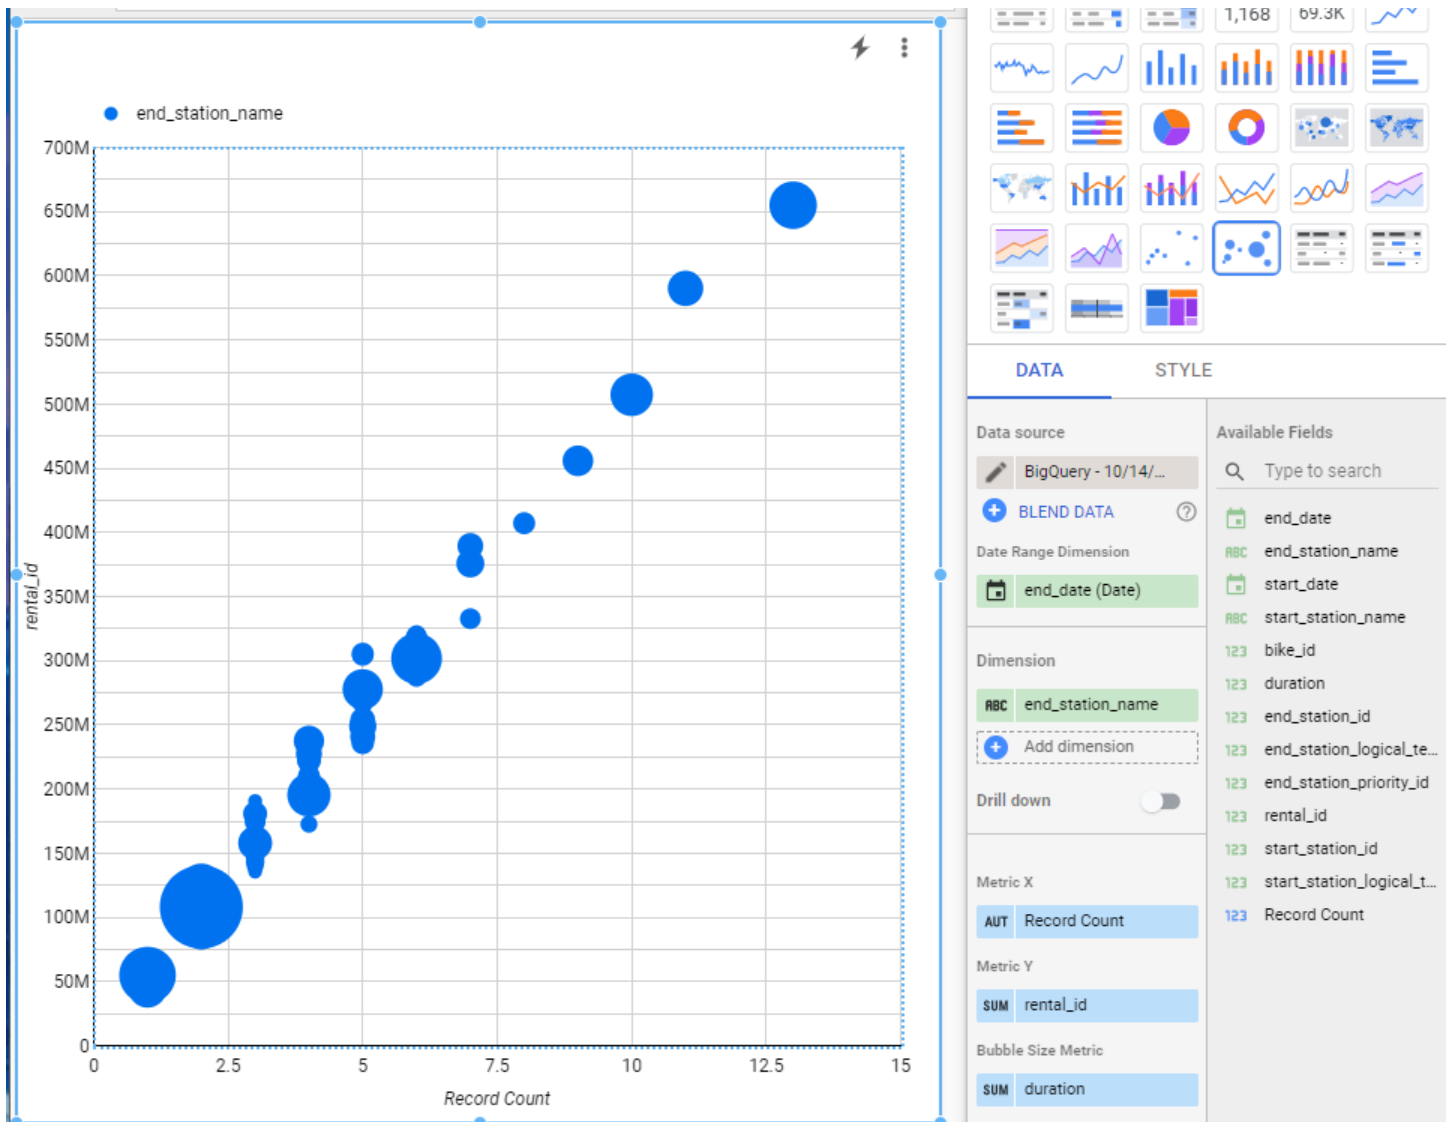 1,168
69.3K
end_station_name
700M
650M
600M
550M
500M
450M
400M
350M
300M
250M
200M
150M
100M
50M
0
rental_id
0 2.5 5 7.5 10 12.5 15
Record Count
DATA STYLE
Data source
BigQuery - 10/14/...
BLEND DATA
Date Range Dimension
end_date (Date)
Dimension
ABC end_station_name
Add dimension
Drill down
Metric X
AUT Record Count
Metric Y
SUM rental_id
Bubble Size Metric
SUM duration
Available Fields
Type to search
end_date
ABC end_station_name
start_date
ABC start_station_name
123 bike_id
123 duration
123 end_station_id
123 end_station_logical_te...
123 end_station_priority_id
123 rental_id
123 start_station_id
123 start_station_logical_t...
123 Record Count